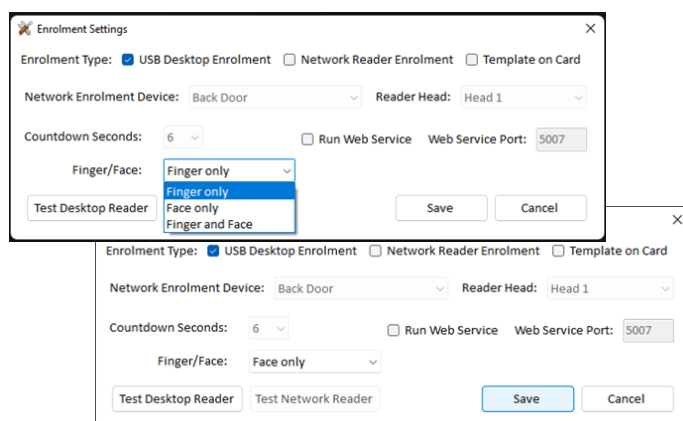 Enrolment Settings
Enrolment Type: USB Desktop Enrolment Network Reader Enrolment Template on Card
Network Enrolment Device: Back Door Reader Head: Head 1
Countdown Seconds: 6 Run Web Service Web Service Port: 5007
Finger/Face: Finger only
Finger only
Face only
Finger and Face
Test Desktop Reader Save Cancel
Enrolment Type: USB Desktop Enrolment Network Reader Enrolment Template on Card
Network Enrolment Device: Back Door Reader Head: Head 1
Countdown Seconds: 6 Run Web Service Web Service Port: 5007
Finger/Face: Face only
Test Desktop Reader Test Network Reader Save Cancel